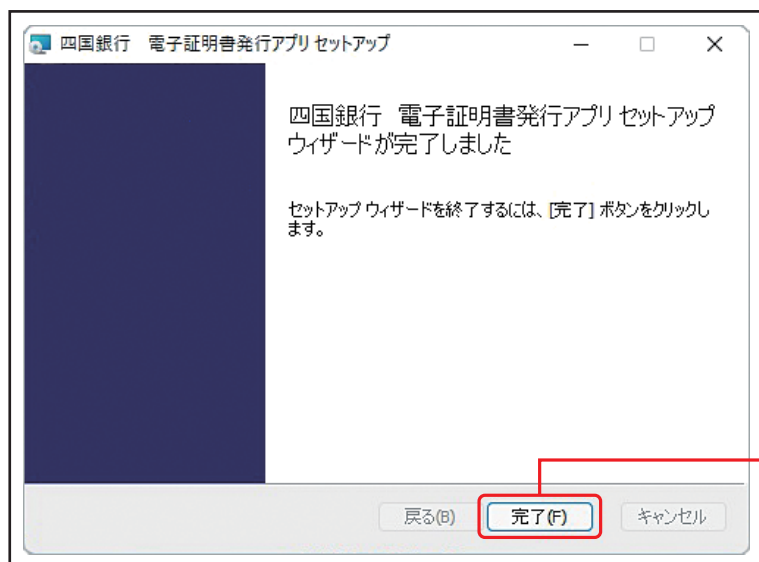 四国銀行　電子証明書発行アプリ セットアップ
四国銀行　電子証明書発行アプリ セットアップ
ウィザードが完了しました
セットアップ ウィザードを終了するには、[完了] ボタンをクリックし
ます。
戻る(B) 完了(F) キャンセル